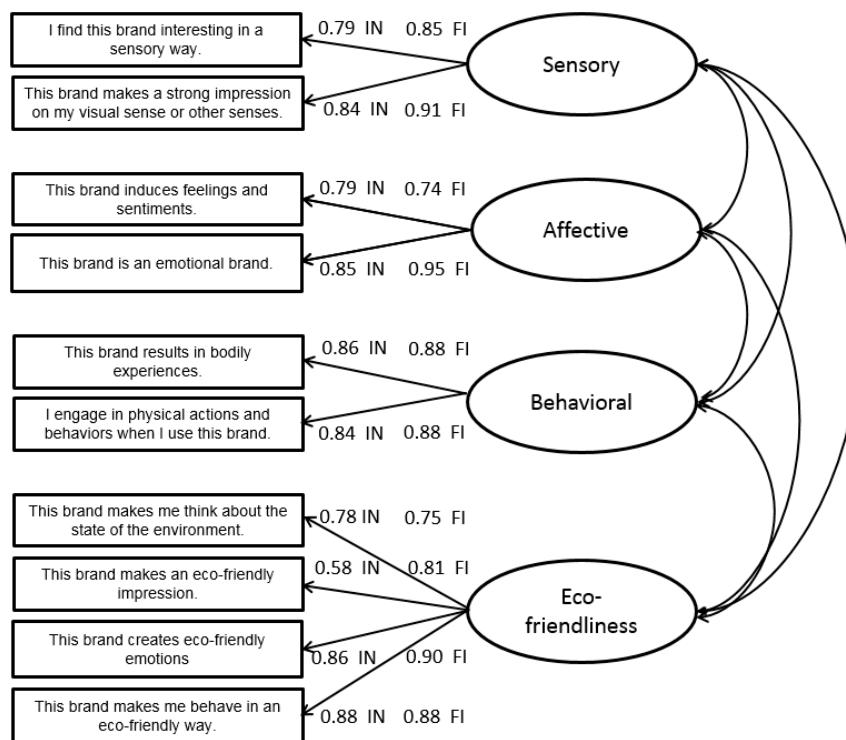 I find this brand interesting in a
sensory way.
0.79 IN 0.85 FI
Sensory
This brand makes a strong impression
on my visual sense or other senses.
0.84 IN 0.91 FI
This brand induces feelings and
sentiments.
0.79 IN 0.74 FI
Affective
This brand is an emotional brand.
0.85 IN 0.95 FI
This brand results in bodily
experiences.
0.86 IN 0.88 FI
Behavioral
I engage in physical actions and
behaviors when I use this brand.
0.84 IN 0.88 FI
This brand makes me think about the
state of the environment.
0.78 IN 0.75 FI
This brand makes an eco-friendly
impression.
0.58 IN 0.81 FI
Eco-
friendliness
This brand creates eco-friendly
emotions
0.86 IN 0.90 FI
This brand makes me behave in an
eco-friendly way.
0.88 IN 0.88 FI